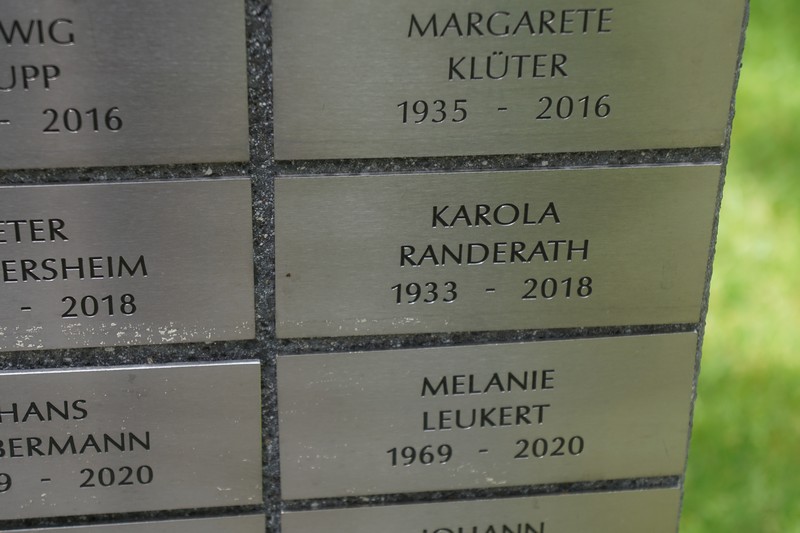 WIG
UPP
- 2016
MARGARETE
KLÜTER
1935 - 2016
ETER
ERSHEIM
- 2018
KAROLA
RANDERATH
1933 - 2018
HANS
BERMANN
9 - 2020
MELANIE
LEUKERT
1969 - 2020
JOHANN